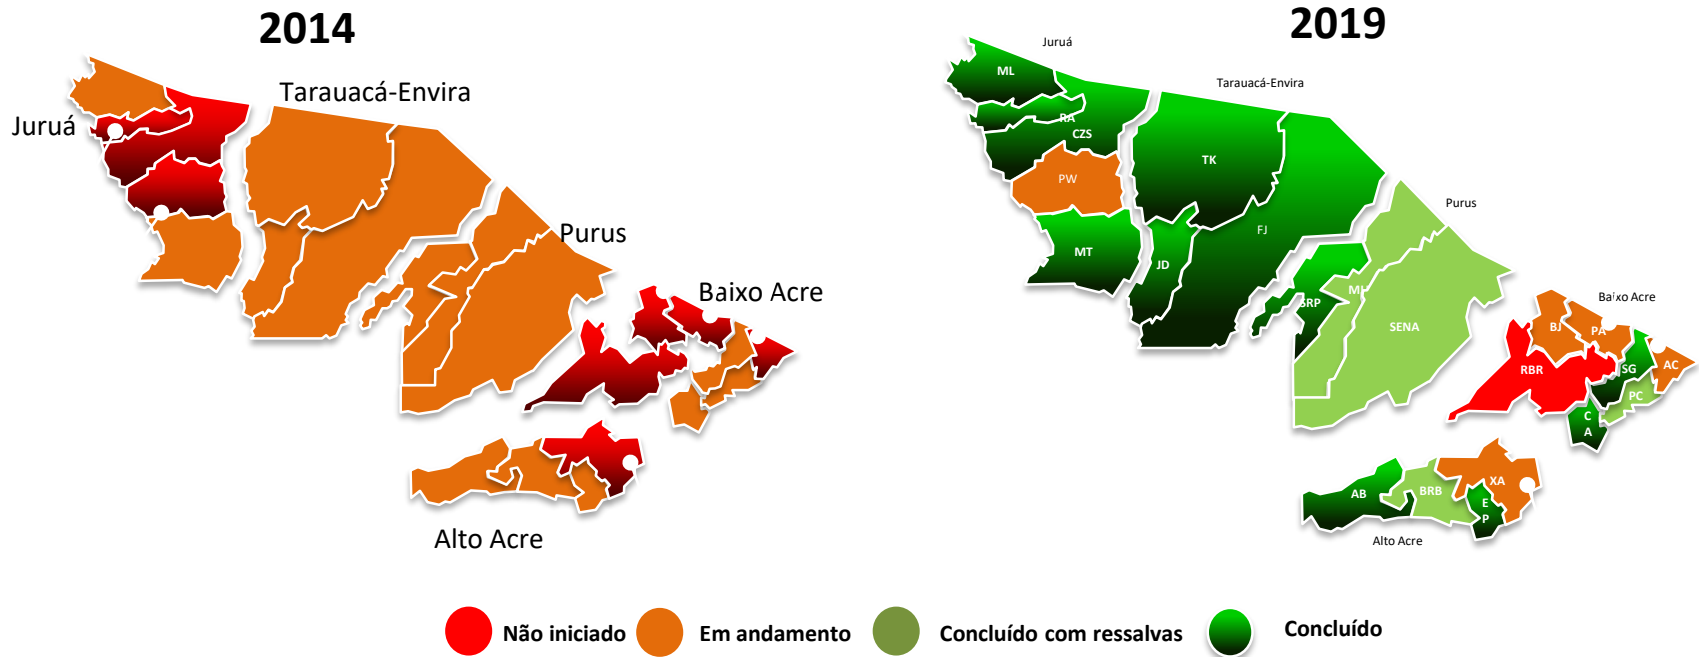 2014
2019
Juruá
Tarauacá-Envira
Purus
Baixo Acre
Alto Acre
Juruá
Tarauacá-Envira
Purus
Baixo Acre
Alto Acre
ML
RA
CZS
PW
MT
TK
FJ
JD
SRP
SENA
BJ
PA
RBR
SG
AC
PC
C
A
AB
BRB
XA
E
P
Não iniciado
Em andamento
Concluído com ressalvas
Concluído